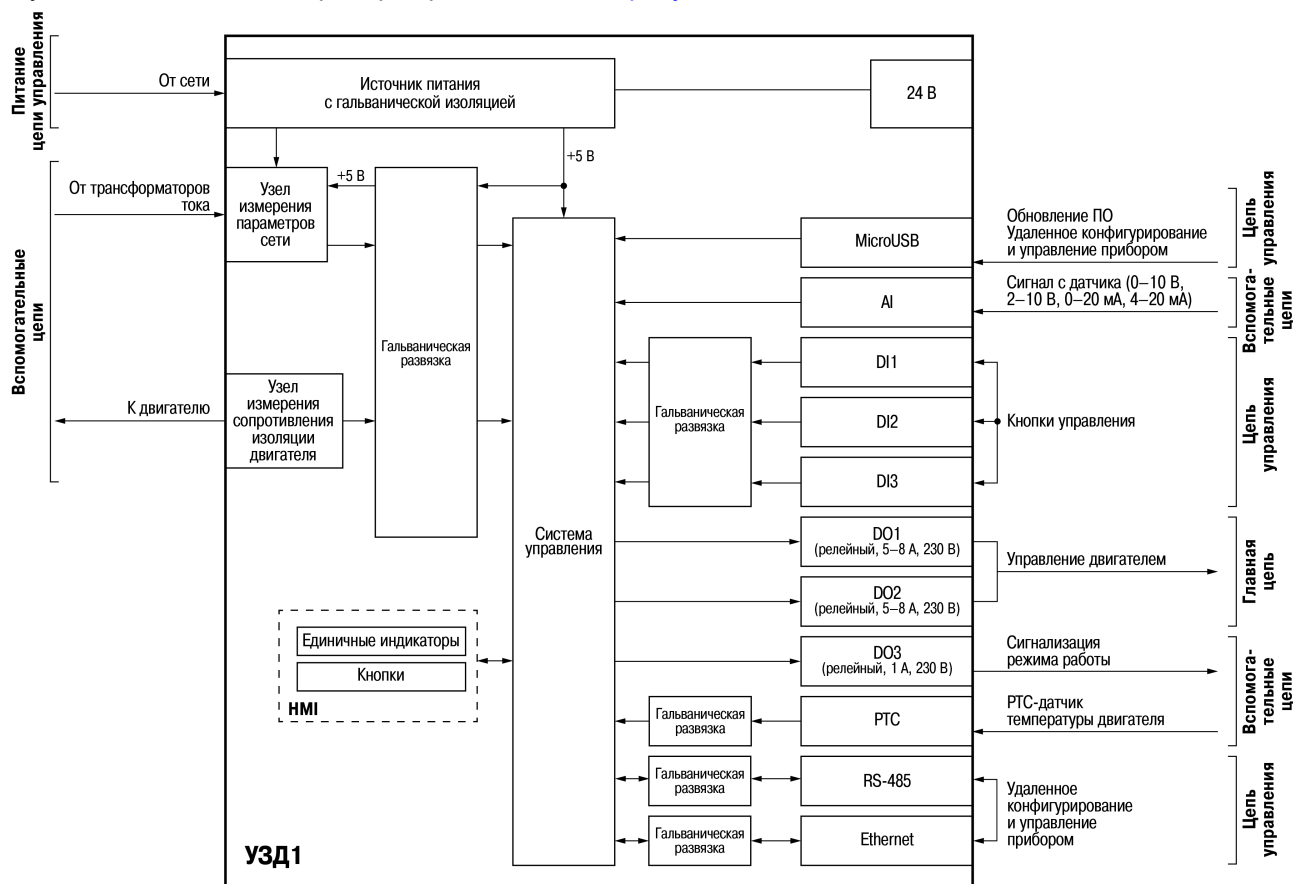 Питание
цепи управления
От сети
Источник питания
с гальванической изоляцией
24 В
+5 В
+5 В
Вспомогательные
цепи
От трансформаторов
тока
Узел
измерения
параметров
сети
Гальваническая
развязка
К двигателю
Узел
измерения
сопротивления
изоляции
двигателя
Система
управления
Единичные индикаторы
Кнопки
HMI
УЗД1
MicroUSB
Обновление ПО
Удаленное конфигурирование
и управление прибором
Цепь
управления
AI
Сигнал с датчика (0–10 В,
2–10 В, 0–20 мА, 4–20 мА)
Вспомога-
тельные
цепи
Гальваническая
развязка
DI1
DI2
DI3
Кнопки управления
Цепь
управления
DO1
(релейный, 5–8 А, 230 В)
DO2
(релейный, 5–8 А, 230 В)
Управление двигателем
Главная
цепь
DO3
(релейный, 1 А, 230 В)
Сигнализация
режима работы
Гальваническая
развязка
PTC
PTC-датчик
температуры двигателя
Вспомога-
тельные
цепи
Гальваническая
развязка
RS-485
Гальваническая
развязка
Ethernet
Удаленное
конфигурирование
и управление
прибором
Цепь
управления